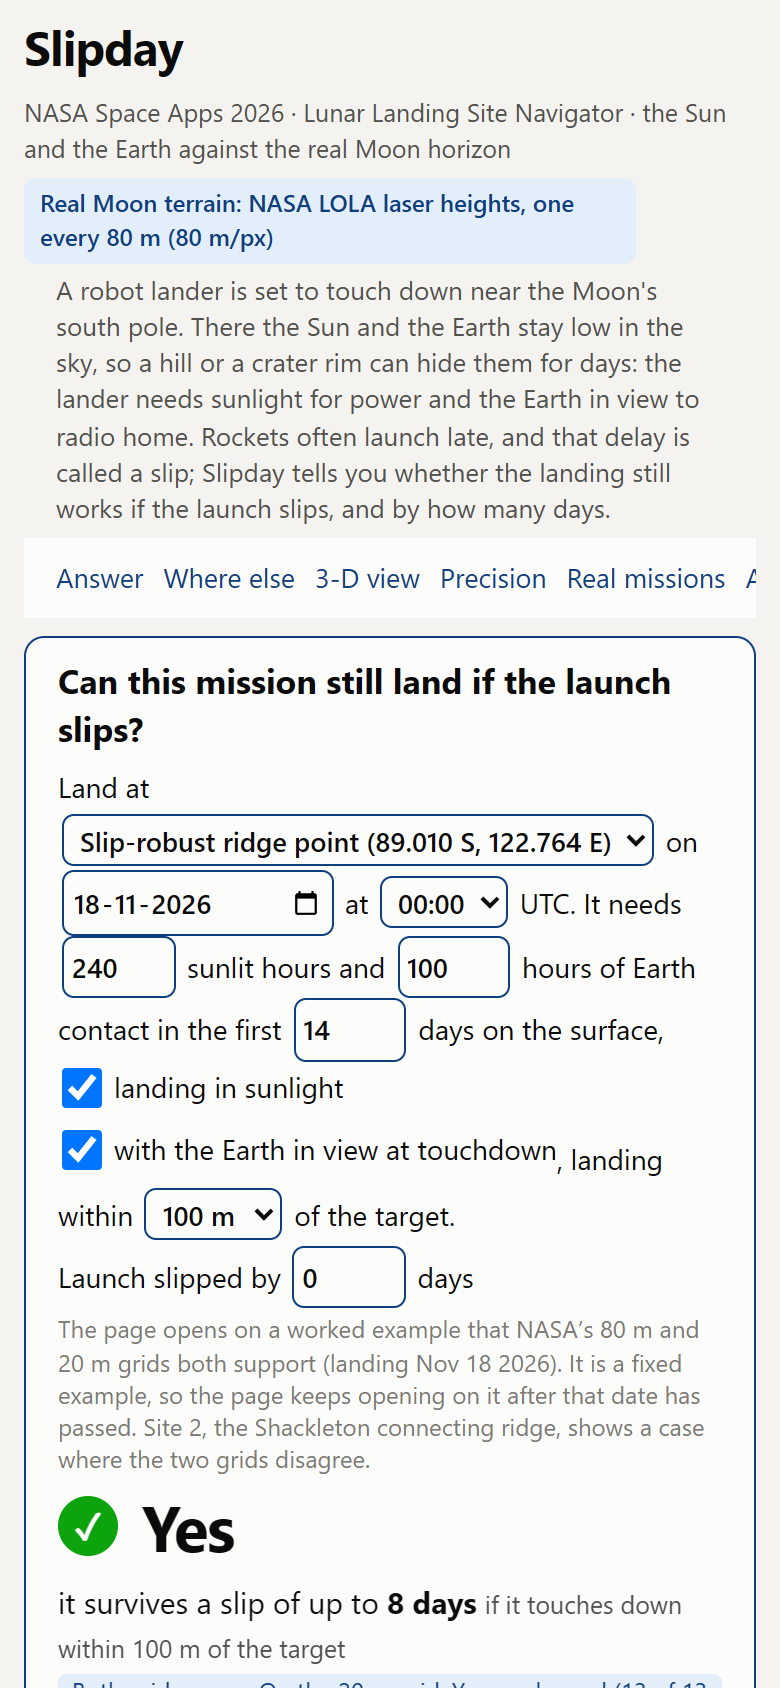 Slipday
NASA Space Apps 2026 · Lunar Landing Site Navigator · the Sun
and the Earth against the real Moon horizon
Real Moon terrain: NASA LOLA laser heights, one
every 80 m (80 m/px)
A robot lander is set to touch down near the Moon's
south pole. There the Sun and the Earth stay low in the
sky, so a hill or a crater rim can hide them for days: the
lander needs sunlight for power and the Earth in view to
radio home. Rockets often launch late, and that delay is
called a slip; Slipday tells you whether the landing still
works if the launch slips, and by how many days.
Answer Where else 3-D view Precision Real missions
Can this mission still land if the launch
slips?
Land at
Slip-robust ridge point (89.010 S, 122.764 E) on
18-11-2026 at 00:00 UTC. It needs
240 sunlit hours and 100 hours of Earth
contact in the first 14 days on the surface,
landing in sunlight
with the Earth in view at touchdown, landing
within 100 m of the target.
Launch slipped by 0 days
The page opens on a worked example that NASA’s 80 m and
20 m grids both support (landing Nov 18 2026). It is a fixed
example, so the page keeps opening on it after that date has
passed. Site 2, the Shackleton connecting ridge, shows a case
where the two grids disagree.
Yes
it survives a slip of up to 8 days if it touches down
within 100 m of the target